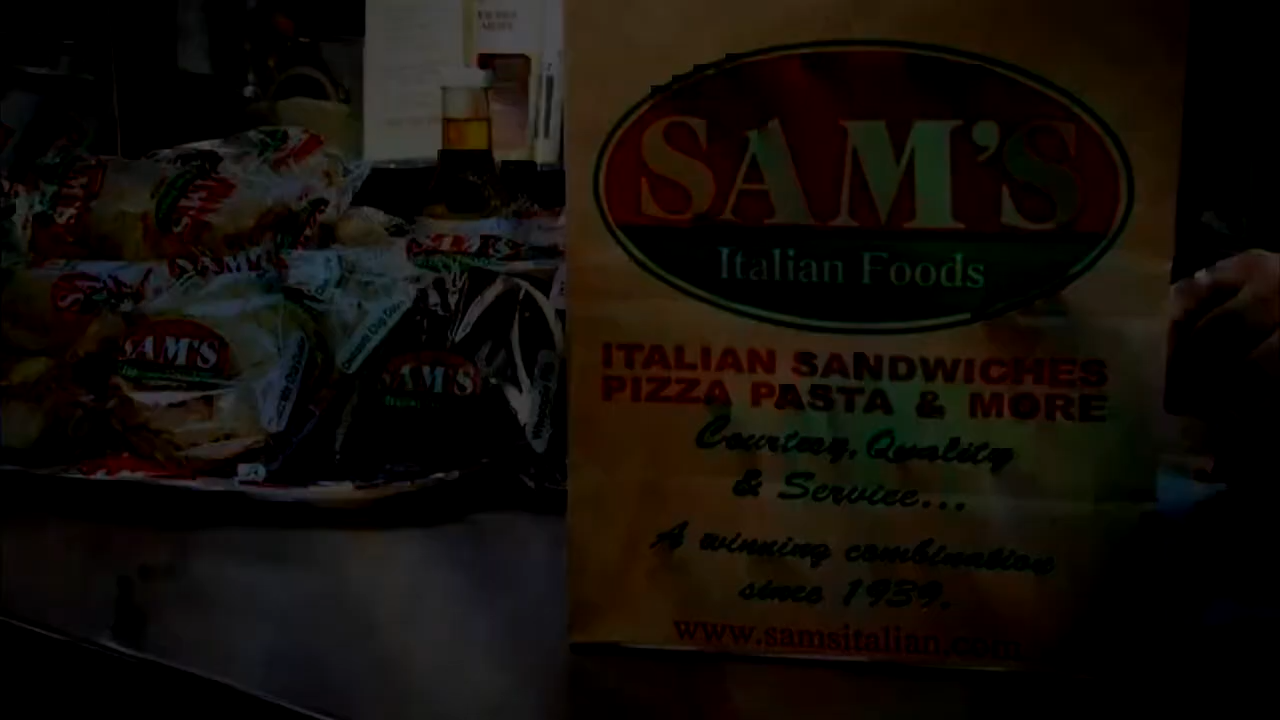 SAM'S
Italian Foods
ITALIAN SANDWICHES
PIZZA PASTA & MORE
Courtesy, Quality
& Service...
A winning combination
since 1939.
www.samsitalian.com
SAM'S
SAM'S
SAM'S